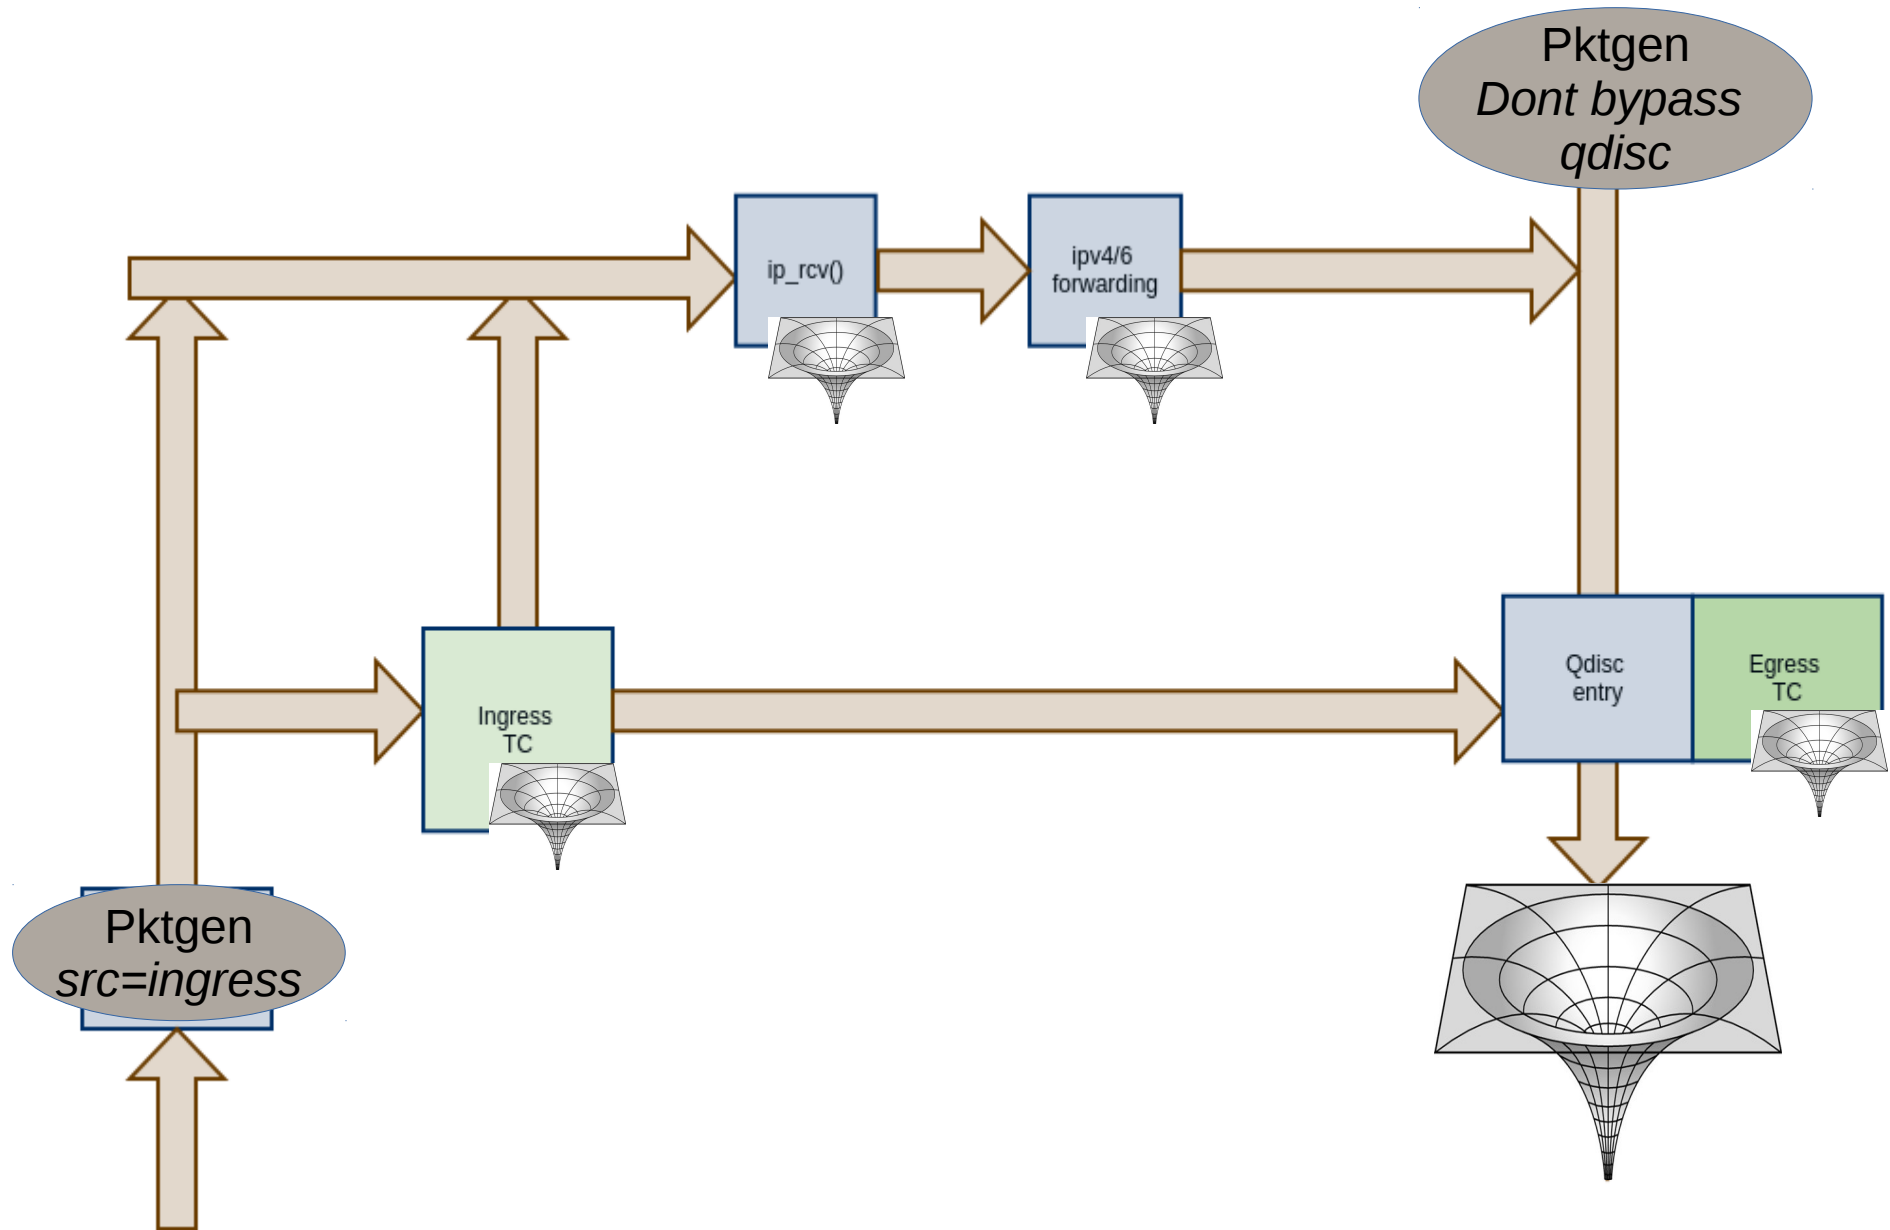 Pktgen
Dont bypass
qdisc
ip_rcv()
ipv4/6
forwarding
Qdisc
entry
Egress
TC
Ingress
TC
Pktgen
src=ingress